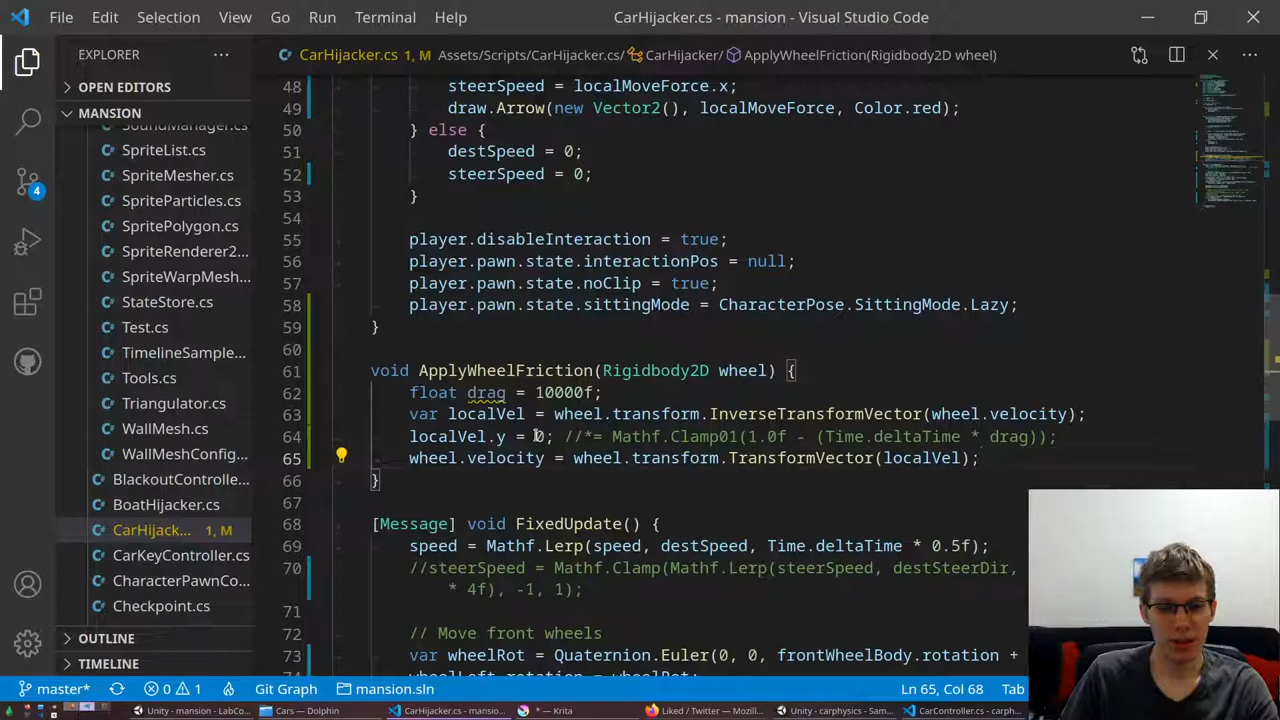 File Edit Selection View Go Run Terminal Help CarHijacker.cs - mansion - Visual Studio Code
EXPLORER ··· CarHijacker.cs 1, M Assets/Scripts/CarHijacker.cs/ CarHijacker/ ApplyWheelFriction(Rigidbody2D wheel)
OPEN EDITORS
MANSION
SoundManager.cs
SpriteList.cs
SpriteMesher.cs
SpriteParticles.cs
SpritePolygon.cs
SpriteRenderer2...
SpriteWarpMesh...
StateStore.cs
Test.cs
TimelineSample...
Tools.cs
Triangulator.cs
WallMesh.cs
WallMeshConfig...
BlackoutControlle...
BoatHijacker.cs
CarHijack... 1, M
CarKeyController.cs
CharacterPawnCo...
Checkpoint.cs
OUTLINE
TIMELINE
4
48 steerSpeed = localMoveForce.x;
49 draw.Arrow(new Vector2(), localMoveForce, Color.red);
50 } else {
51 destSpeed = 0;
52 steerSpeed = 0;
53 }
54
55 player.disableInteraction = true;
56 player.pawn.state.interactionPos = null;
57 player.pawn.state.noClip = true;
58 player.pawn.state.sittingMode = CharacterPose.SittingMode.Lazy;
59 }
60
61 void ApplyWheelFriction(Rigidbody2D wheel) {
62 float drag = 10000f;
63 var localVel = wheel.transform.InverseTransformVector(wheel.velocity);
64 localVel.y = 0; //*= Mathf.Clamp01(1.0f - (Time.deltaTime * drag));
65 wheel.velocity = wheel.transform.TransformVector(localVel);
66 }
67
68 [Message] void FixedUpdate() {
69 speed = Mathf.Lerp(speed, destSpeed, Time.deltaTime * 0.5f);
70 //steerSpeed = Mathf.Clamp(Mathf.Lerp(steerSpeed, destSteerDir,
* 4f), -1, 1);
71
72 // Move front wheels
73 var wheelRot = Quaternion.Euler(0, 0, frontWheelBody.rotation +
master* 0 1 Git Graph mansion.sln Ln 65, Col 68 Tab
Unity - mansion - LabCo... Cars — Dolphin CarHijacker.cs - mansion... * — Krita Liked / Twitter — Mozill... Unity - carphysics - Sam... CarController.cs - carph...